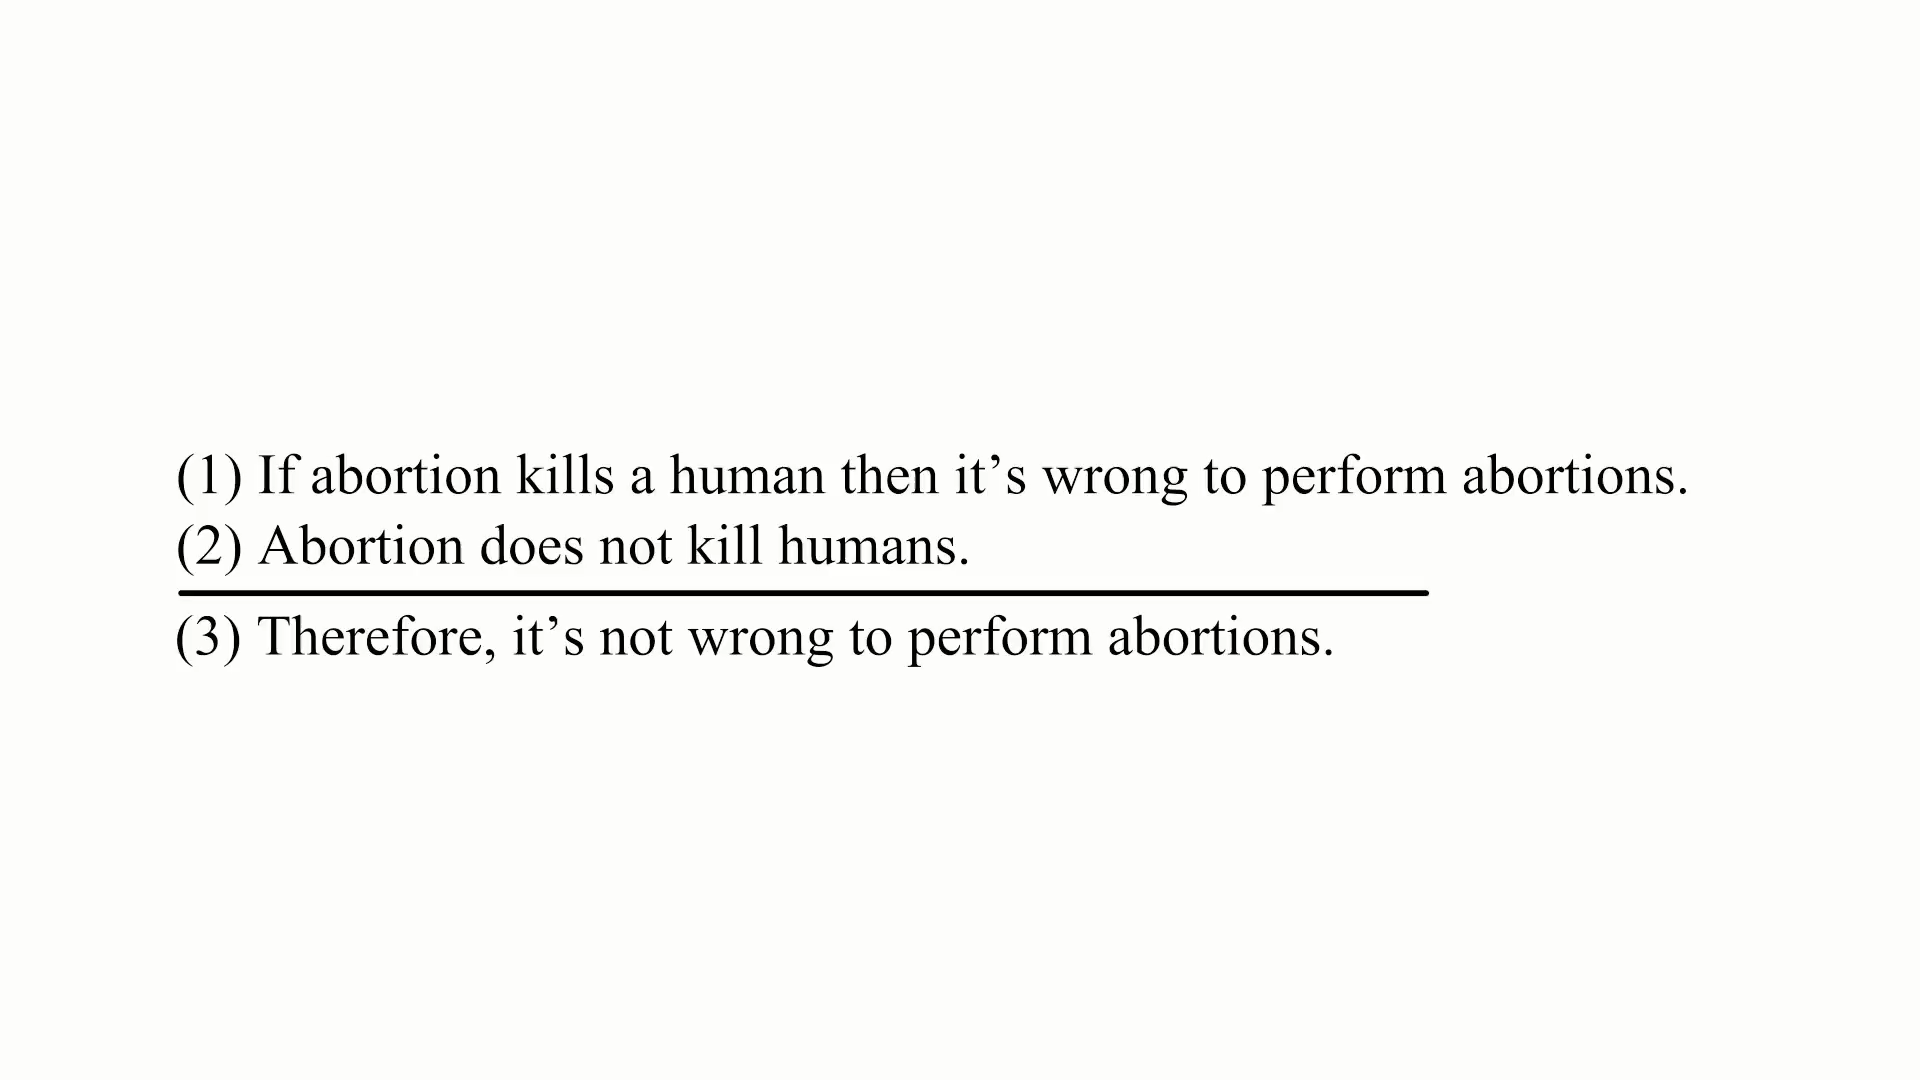 (1) If abortion kills a human then it’s wrong to perform abortions.
(2) Abortion does not kill humans.
(3) Therefore, it’s not wrong to perform abortions.